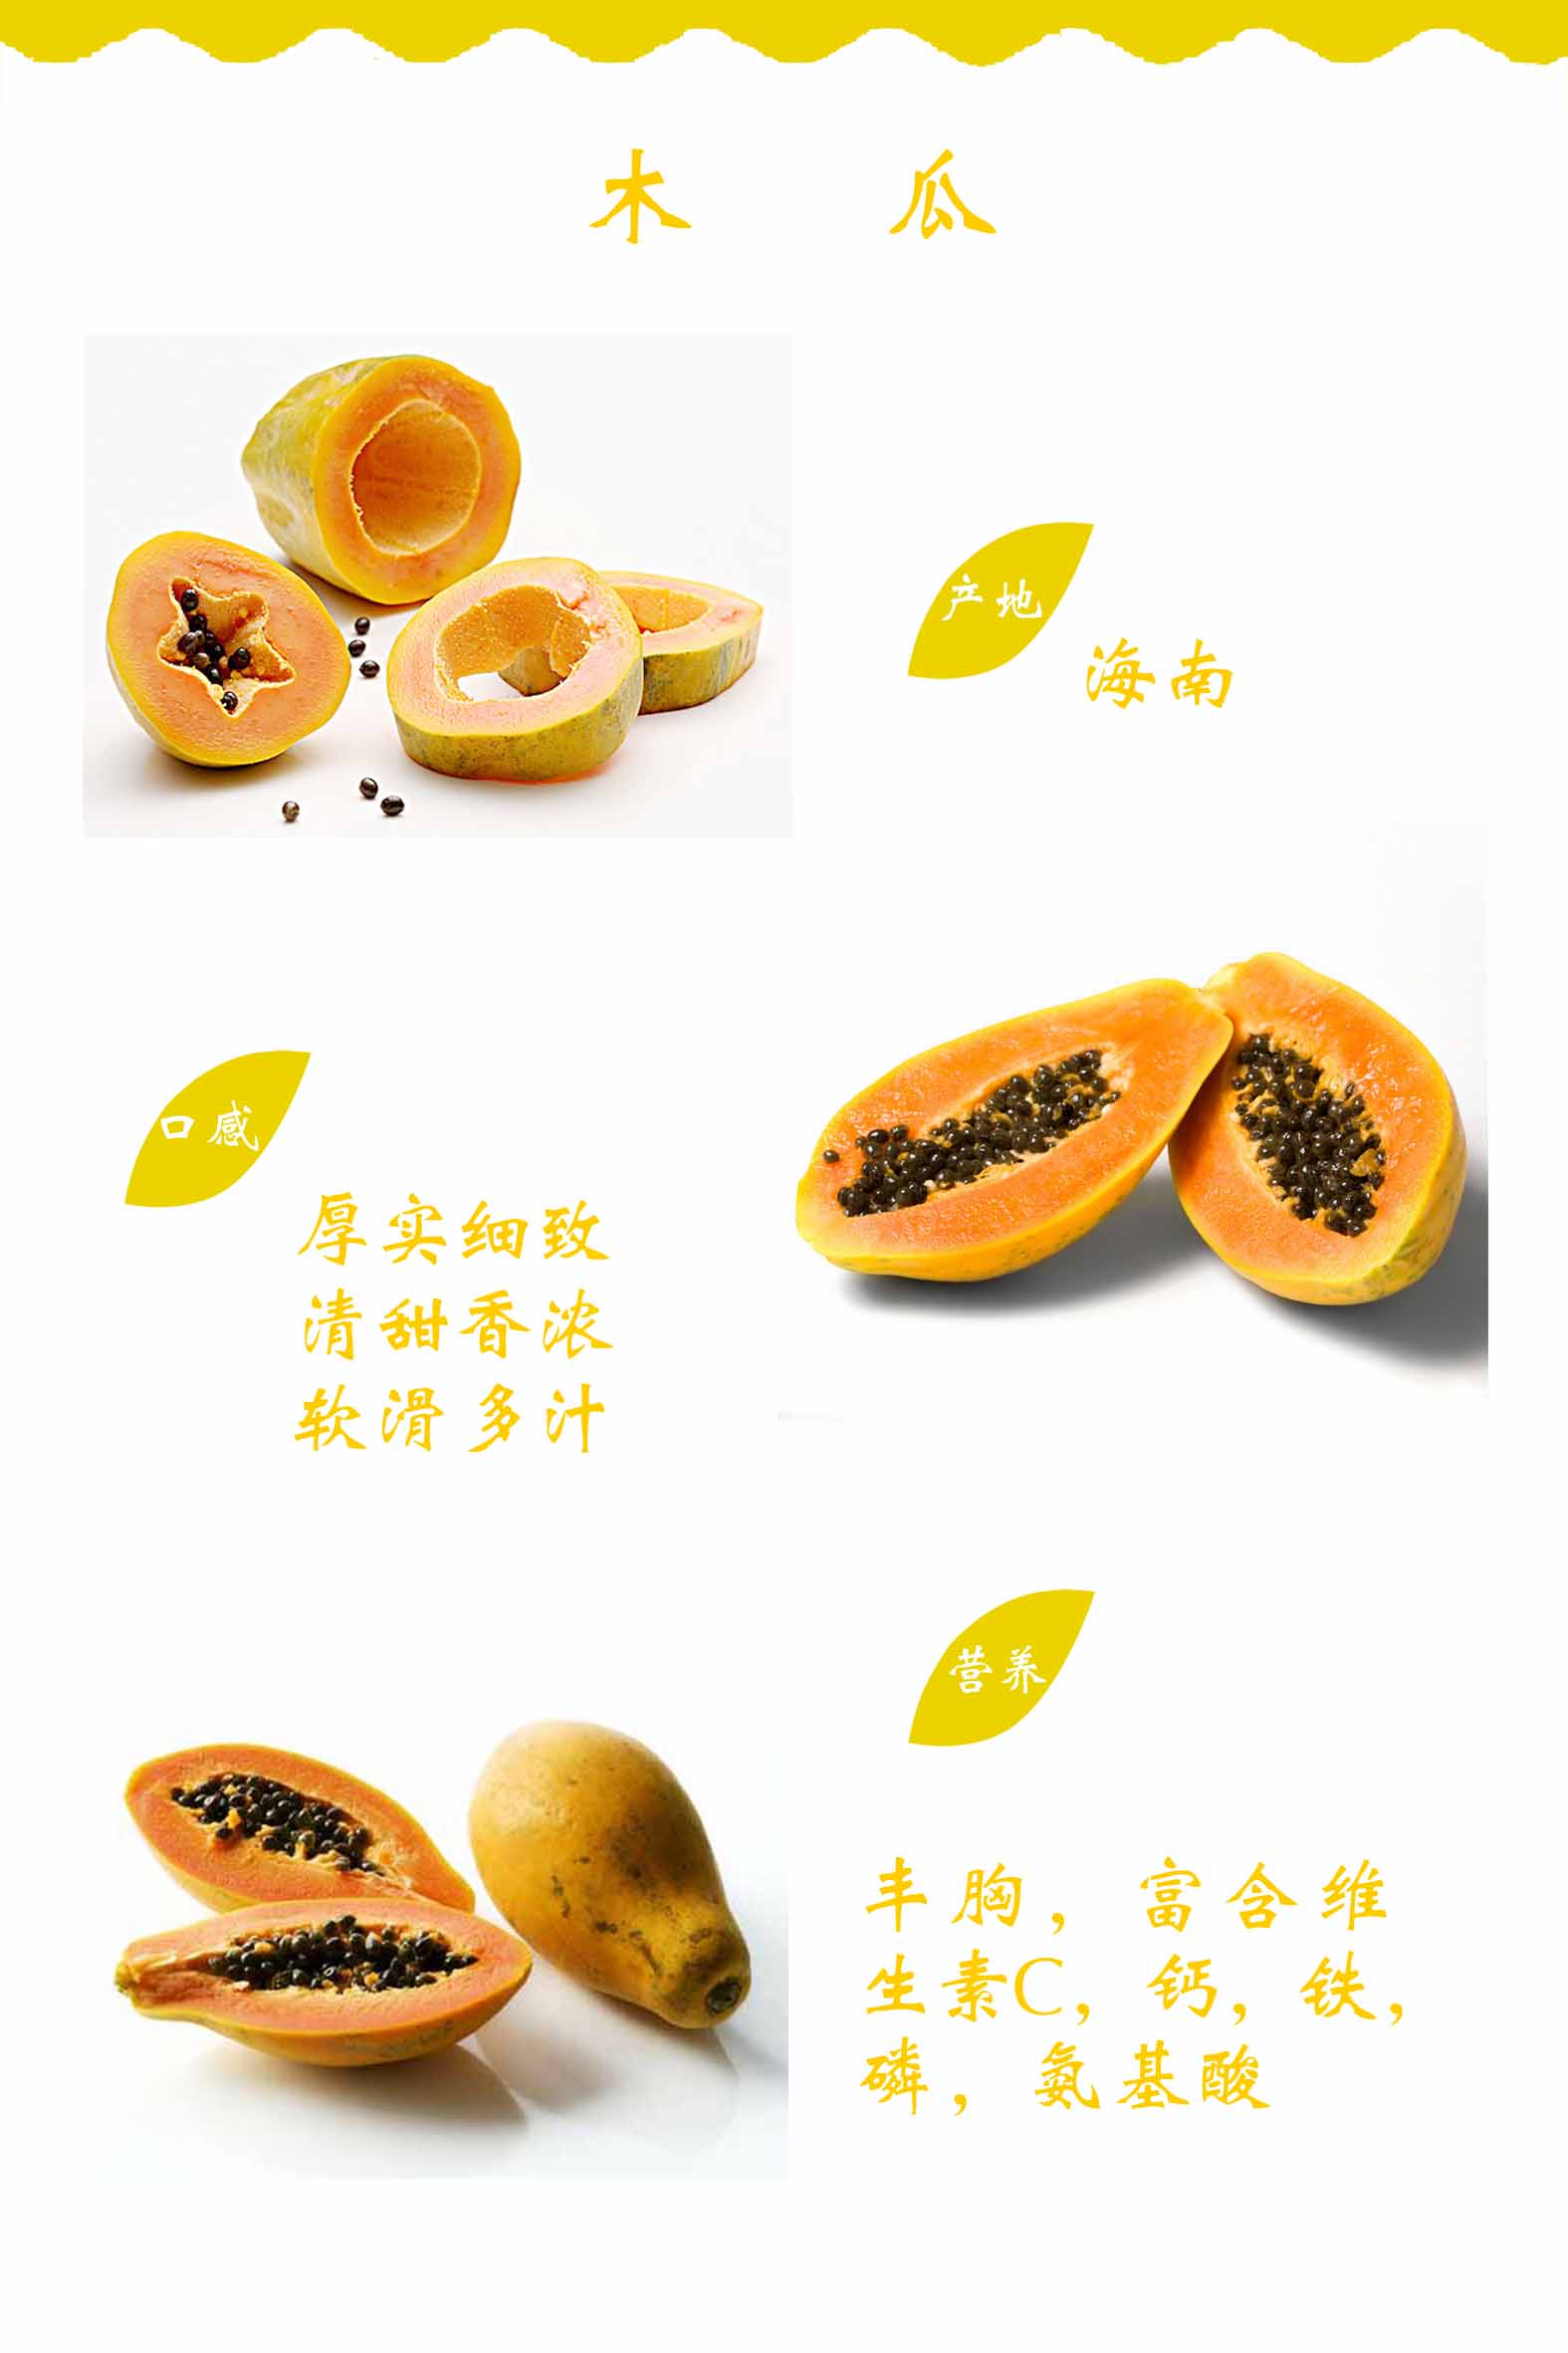 木 瓜
产地
海南
口感
厚实细致
清甜香浓
软滑多汁
营养
丰胸，富含维
生素C，钙，铁，
磷，氨基酸